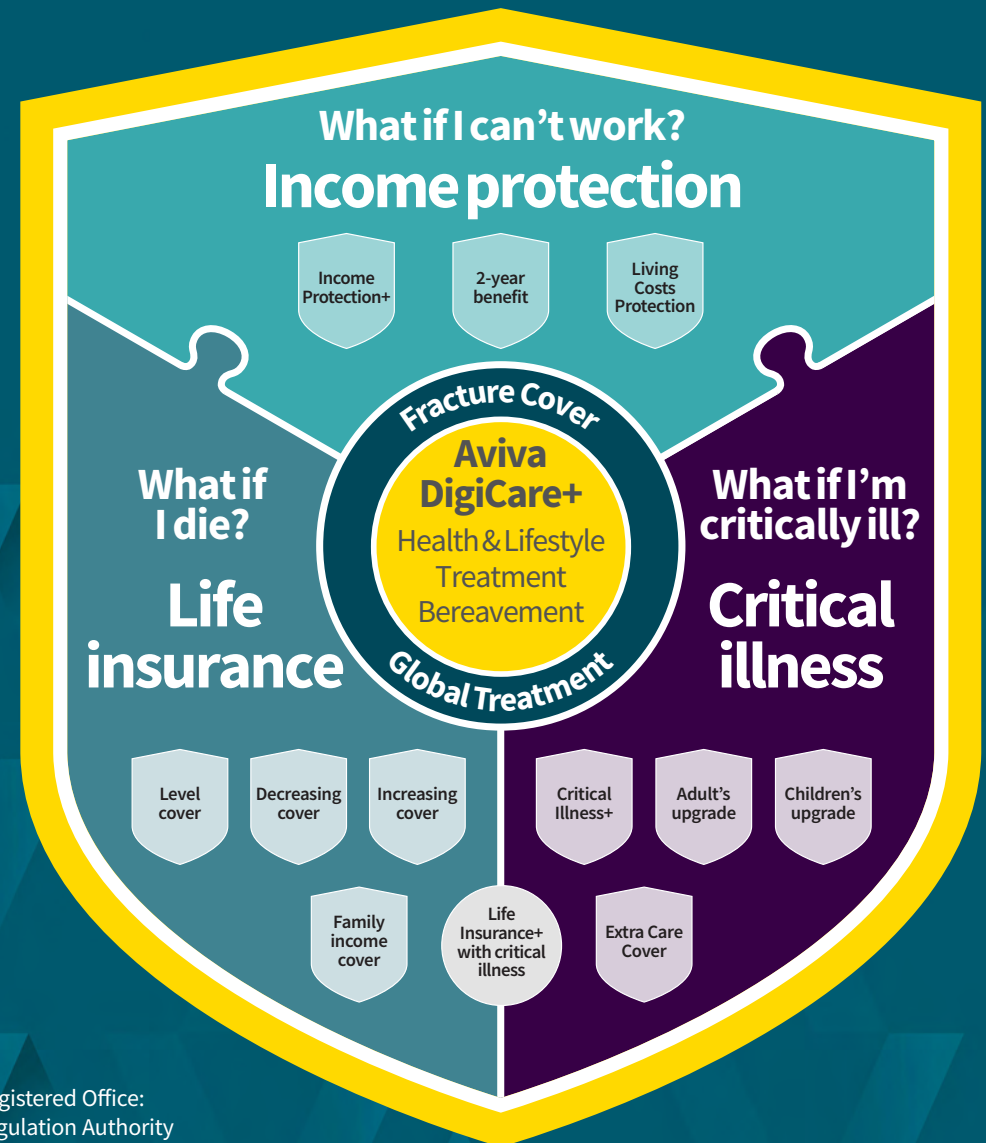 What if I can't work?
Income protection
Income
Protection+
2-year
benefit
Living
Costs
Protection
Fracture Cover
Aviva
DigiCare+
Health & Lifestyle
Treatment
Bereavement
Global Treatment
What if
I die?
Life
insurance
What if I'm
critically ill?
Critical
illness
Level
cover
Decreasing
cover
Increasing
cover
Critical
Illness+
Adult's
upgrade
Children's
upgrade
Family
income
cover
Life
Insurance+
with critical
illness
Extra Care
Cover
gistered Office:
gulation Authority